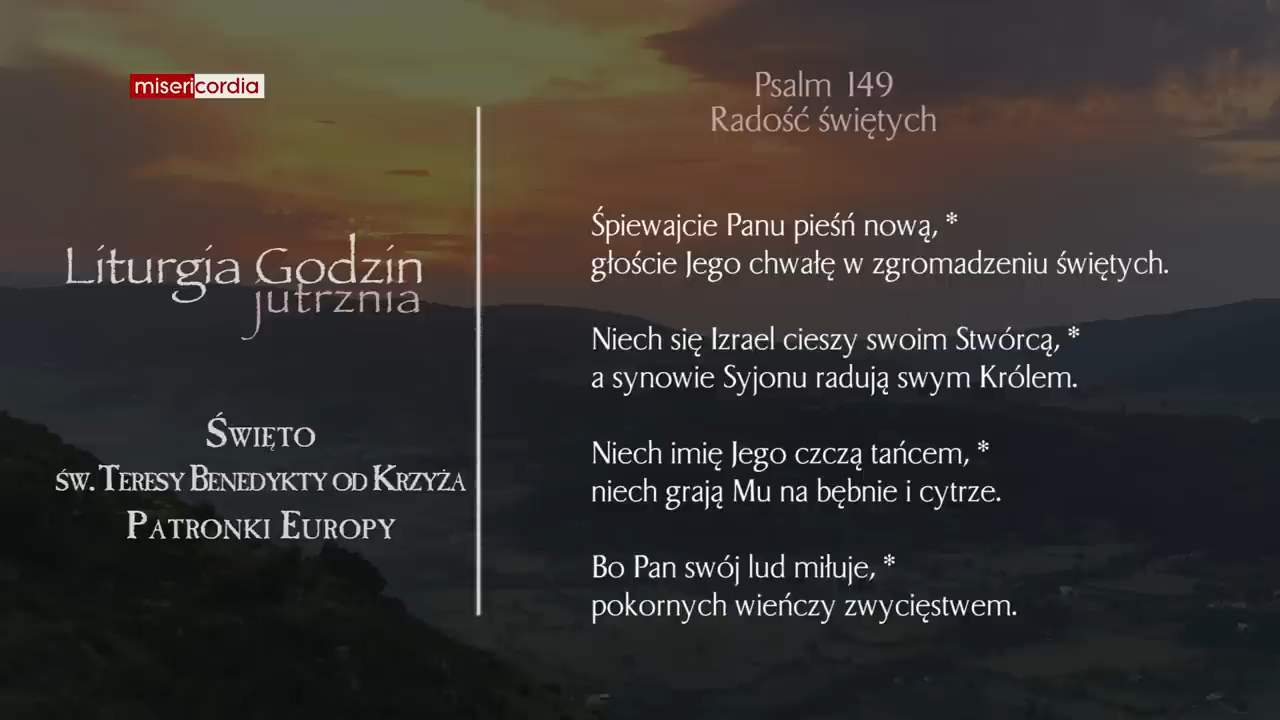 misericordia
Liturgia Godzin
jutrznia
Święto
św. Teresy Benedykty od Krzyża
Patronki Europy
Psalm 149
Radość świętych
Śpiewajcie Panu pieśń nową, *
głoście Jego chwałę w zgromadzeniu świętych.
Niech się Izrael cieszy swoim Stwórcą, *
a synowie Syjonu radują swym Królem.
Niech imię Jego czczą tańcem, *
niech grają Mu na bębnie i cytrze.
Bo Pan swój lud miłuje, *
pokornych wieńczy zwycięstwem.